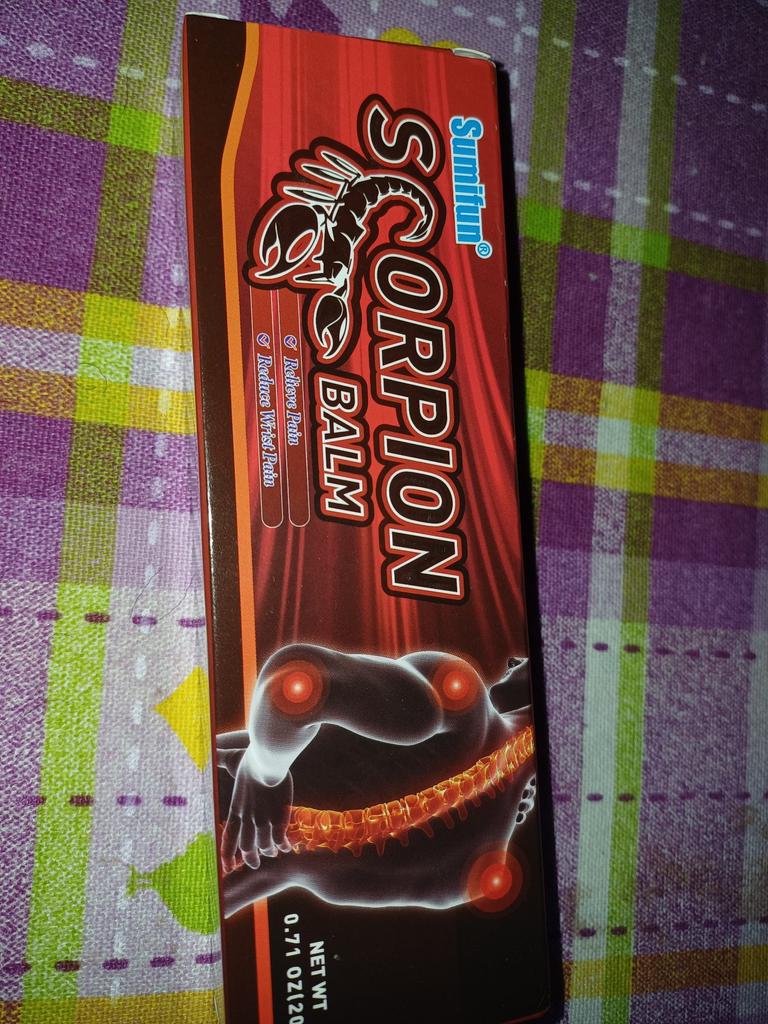 Sumifun®
SCORPION
BALM
Relieve Pain
Reduce Wrist Pain
NET WT
0.71 OZ(20